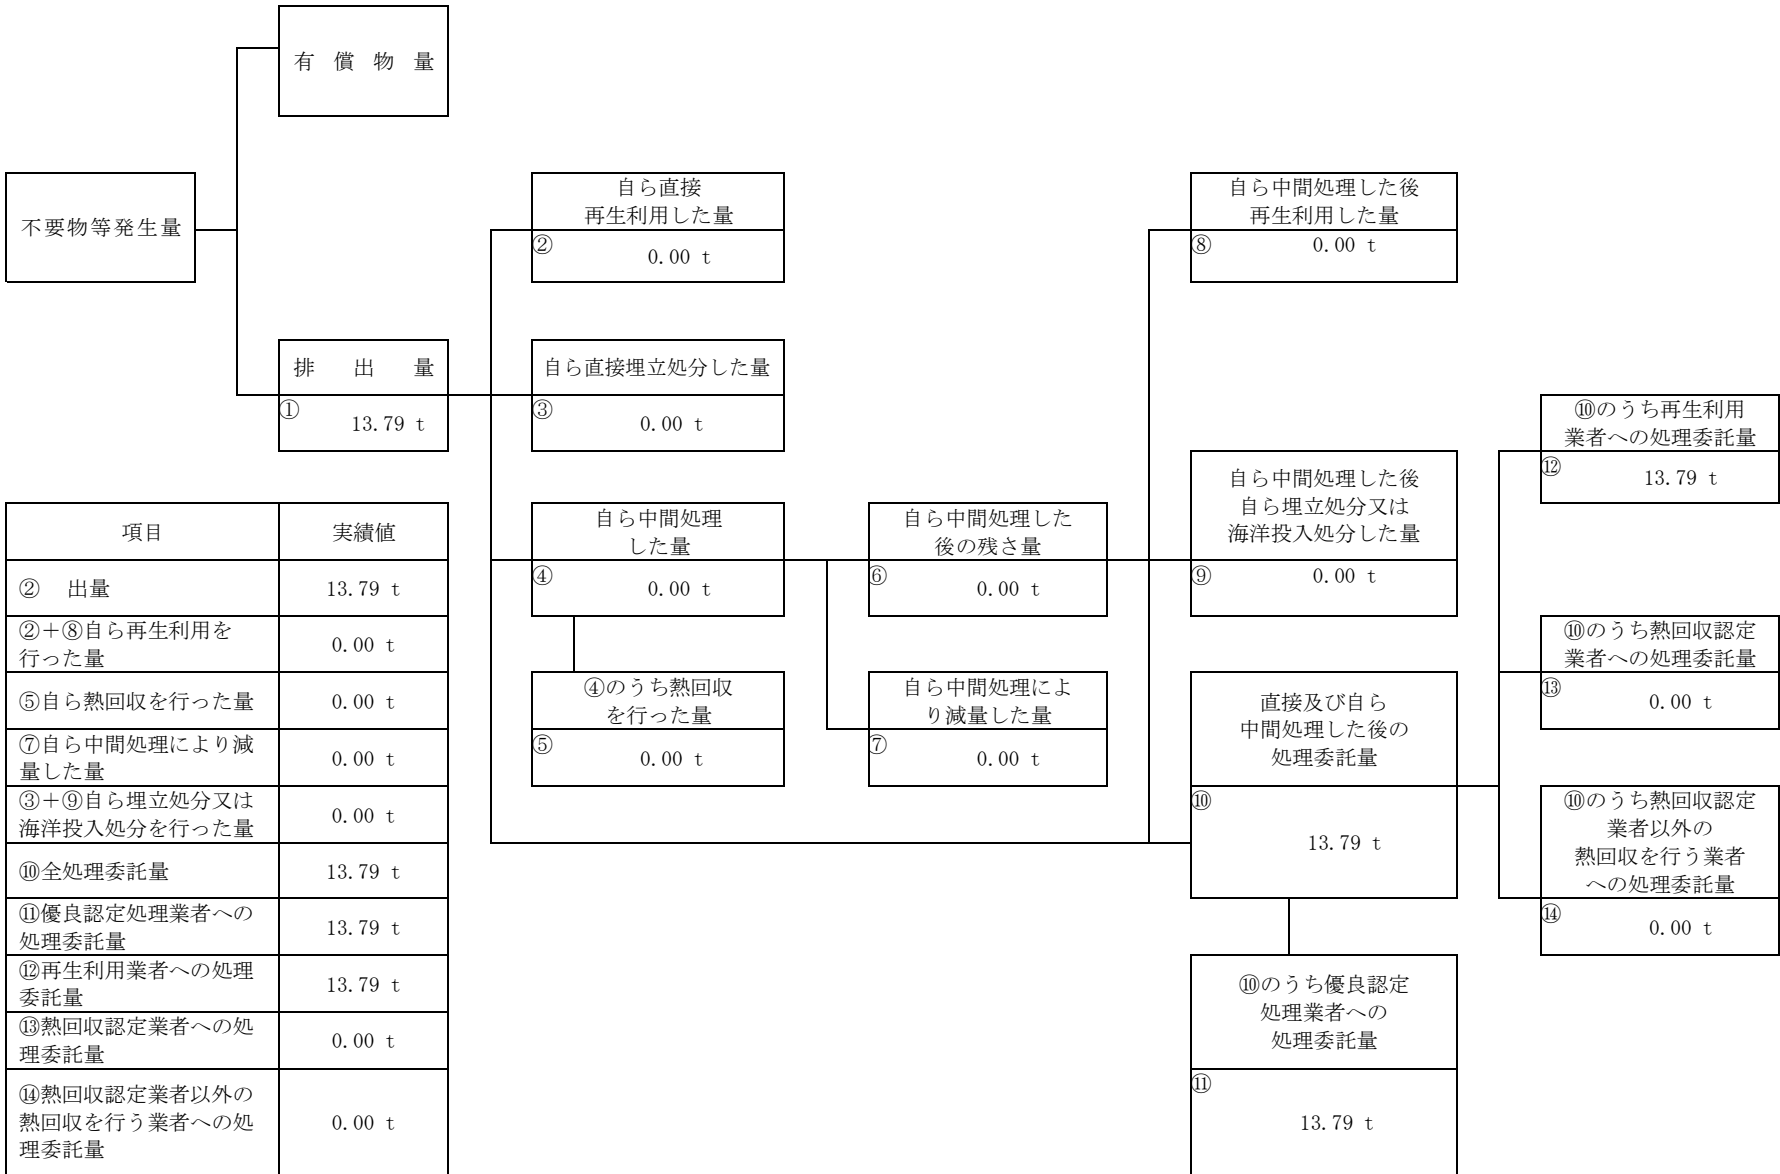 有 償 物 量
不要物等発生量
自ら直接
再生利用した量
②
0.00 t
自ら中間処理した後
再生利用した量
⑧
0.00 t
排 出 量
①
13.79 t
自ら直接埋立処分した量
③
0.00 t
⑩のうち再生利用
業者への処理委託量
⑫
13.79 t
自ら中間処理
した量
④
0.00 t
自ら中間処理した
後の残さ量
⑥
0.00 t
自ら中間処理した後
自ら埋立処分又は
海洋投入処分した量
⑨
0.00 t
⑩のうち熱回収認定
業者への処理委託量
⑬
0.00 t
④のうち熱回収
を行った量
⑤
0.00 t
自ら中間処理によ
り減量した量
⑦
0.00 t
直接及び自ら
中間処理した後の
処理委託量
⑩
13.79 t
⑩のうち熱回収認定
業者以外の
熱回収を行う業者
への処理委託量
⑭
0.00 t
⑩のうち優良認定
処理業者への
処理委託量
⑪
13.79 t
項目 実績値
② 出量 13.79 t
②＋⑧自ら再生利用を
行った量 0.00 t
⑤自ら熱回収を行った量 0.00 t
⑦自ら中間処理により減
量した量 0.00 t
③＋⑨自ら埋立処分又は
海洋投入処分を行った量 0.00 t
⑩全処理委託量 13.79 t
⑪優良認定処理業者への
処理委託量 13.79 t
⑫再生利用業者への処理
委託量 13.79 t
⑬熱回収認定業者への処
理委託量 0.00 t
⑭熱回収認定業者以外の
熱回収を行う業者への処
理委託量 0.00 t